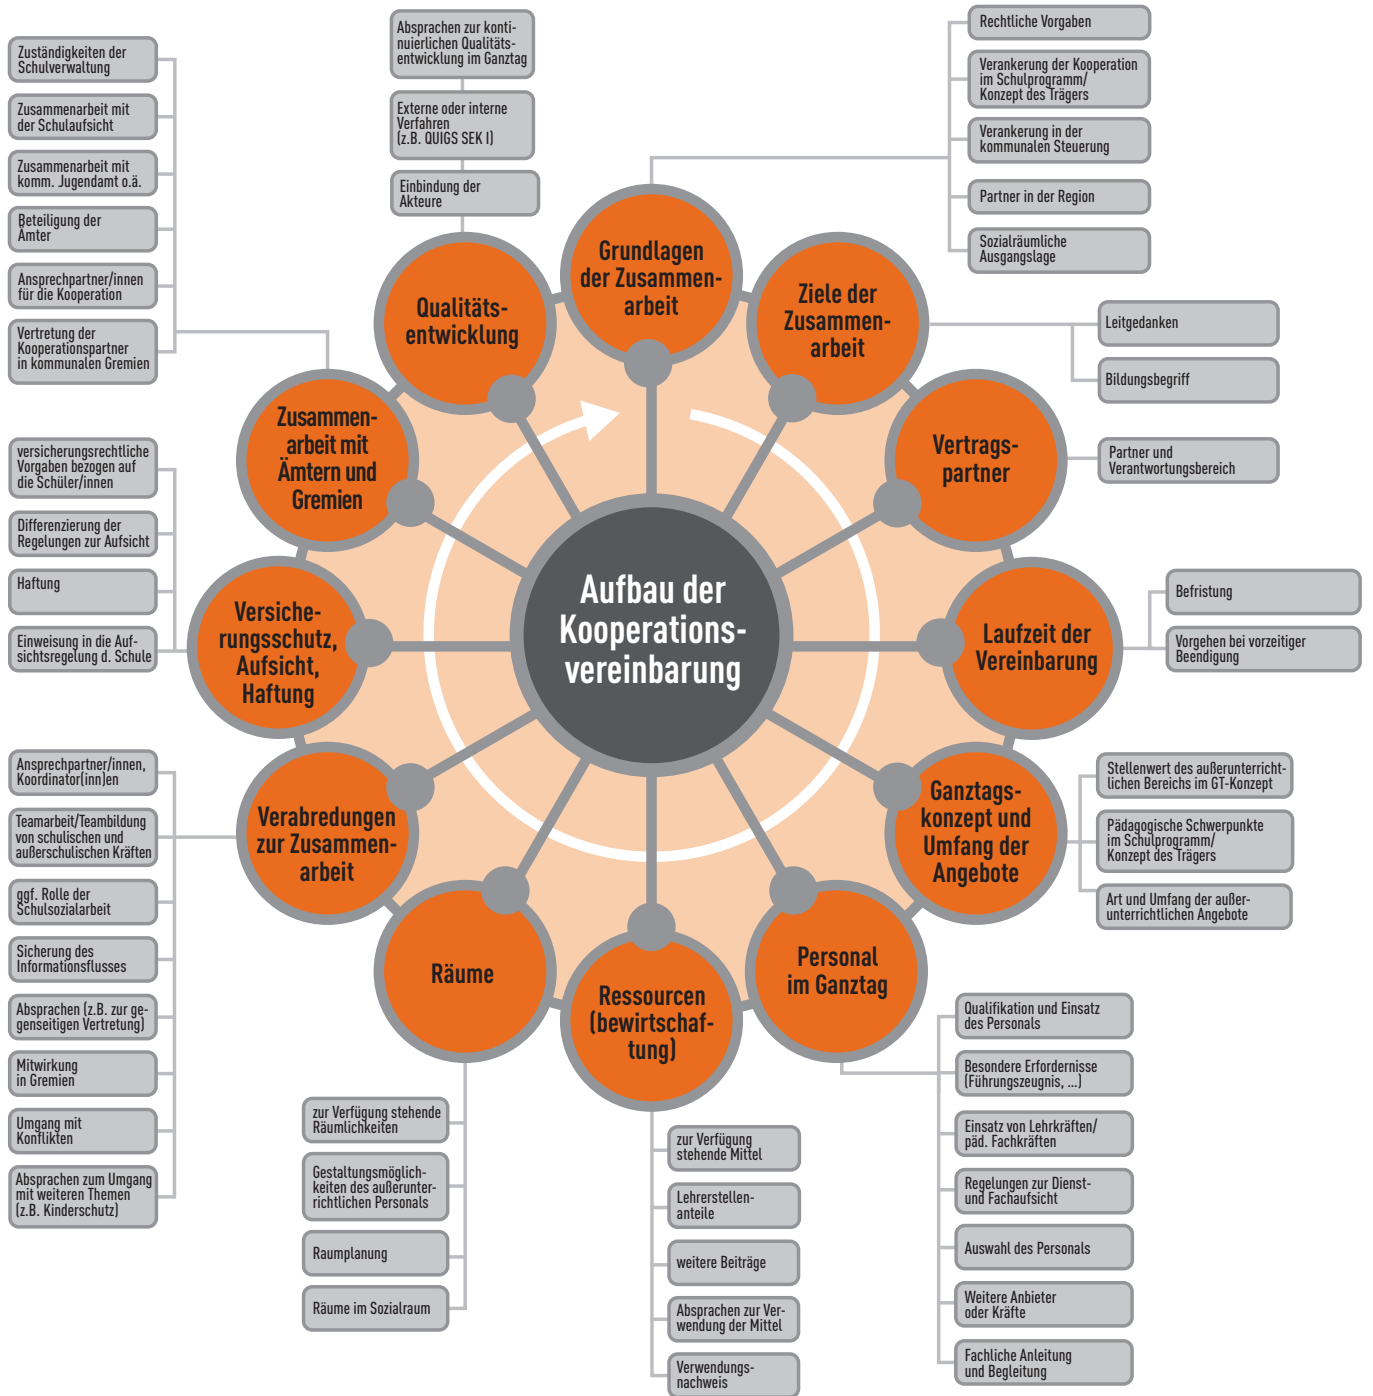 Aufbau der
Kooperations-
vereinbarung
Grundlagen
der Zusammen-
arbeit
Rechtliche Vorgaben
Verankerung der Kooperation
im Schulprogramm/
Konzept des Trägers
Verankerung in der
kommunalen Steuerung
Partner in der Region
Sozialräumliche
Ausgangslage
Ziele der
Zusammen-
arbeit
Leitgedanken
Bildungsbegriff
Vertrags-
partner
Partner und
Verantwortungsbereich
Laufzeit der
Vereinbarung
Befristung
Vorgehen bei vorzeitiger
Beendigung
Ganztags-
konzept und
Umfang der
Angebote
Stellenwert des außerunterricht-
lichen Bereichs im GT-Konzept
Pädagogische Schwerpunkte
im Schulprogramm/
Konzept des Trägers
Art und Umfang der außer-
unterrichtlichen Angebote
Personal
im Ganztag
Qualifikation und Einsatz
des Personals
Besondere Erfordernisse
(Führungszeugnis, ...)
Einsatz von Lehrkräften/
päd. Fachkräften
Regelungen zur Dienst-
und Fachaufsicht
Auswahl des Personals
Weitere Anbieter
oder Kräfte
Fachliche Anleitung
und Begleitung
Ressourcen
(bewirtschaf-
tung)
zur Verfügung
stehende Mittel
Lehrerstellen-
anteile
weitere Beiträge
Absprachen zur Ver-
wendung der Mittel
Verwendungs-
nachweis
Räume
zur Verfügung stehende
Räumlichkeiten
Gestaltungsmöglich-
keiten des außerunter-
richtlichen Personals
Raumplanung
Räume im Sozialraum
Verabredungen
zur Zusammen-
arbeit
Ansprechpartner/innen,
Koordinator(inn)en
Teamarbeit/Teambildung
von schulischen und
außerschulischen Kräften
ggf. Rolle der
Schulsozialarbeit
Sicherung des
Informationsflusses
Absprachen (z.B. zur ge-
genseitigen Vertretung)
Mitwirkung
in Gremien
Umgang mit
Konflikten
Absprachen zum Umgang
mit weiteren Themen
(z.B. Kinderschutz)
Versiche-
rungsschutz,
Aufsicht,
Haftung
versicherungsrechtliche
Vorgaben bezogen auf
die Schüler/innen
Differenzierung der
Regelungen zur Aufsicht
Haftung
Einweisung in die Auf-
sichtsregelung d. Schule
Zusammen-
arbeit mit
Ämtern und
Gremien
Zuständigkeiten der
Schulverwaltung
Zusammenarbeit mit
der Schulaufsicht
Zusammenarbeit mit
komm. Jugendamt o.ä.
Beteiligung der
Ämter
Ansprechpartner/innen
für die Kooperation
Vertretung der
Kooperationspartner
in kommunalen Gremien
Qualitäts-
entwicklung
Absprachen zur konti-
nuierlichen Qualitäts-
entwicklung im Ganztag
Externe oder interne
Verfahren
(z.B. QUIGS SEK I)
Einbindung der
Akteure